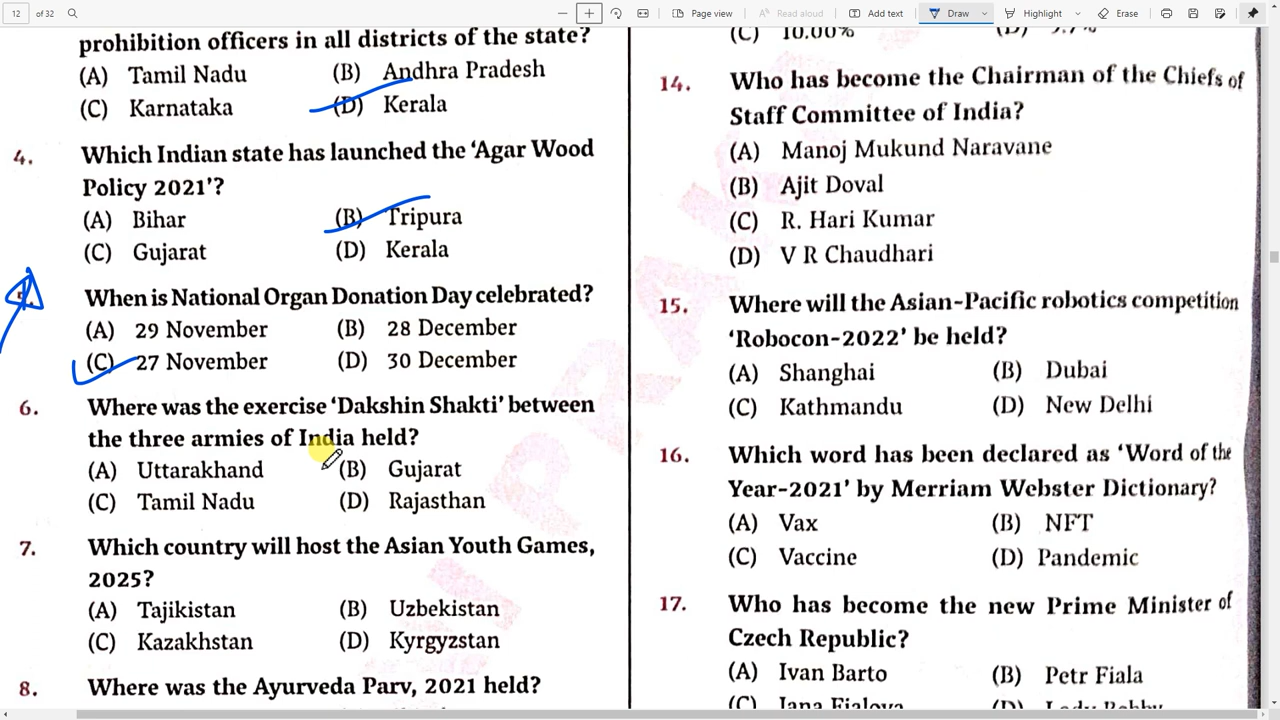 12 of 32
Page view
Read aloud
Add text
Draw
Highlight
Erase
prohibition officers in all districts of the state?
(A) Tamil Nadu (B) Andhra Pradesh
(C) Karnataka (D) Kerala
4. Which Indian state has launched the ‘Agar Wood
Policy 2021’?
(A) Bihar (B) Tripura
(C) Gujarat (D) Kerala
When is National Organ Donation Day celebrated?
(A) 29 November (B) 28 December
(C) 27 November (D) 30 December
6. Where was the exercise ‘Dakshin Shakti’ between
the three armies of India held?
(A) Uttarakhand (B) Gujarat
(C) Tamil Nadu (D) Rajasthan
7. Which country will host the Asian Youth Games,
2025?
(A) Tajikistan (B) Uzbekistan
(C) Kazakhstan (D) Kyrgyzstan
8. Where was the Ayurveda Parv, 2021 held?
(C) 10.00% (D)
14. Who has become the Chairman of the Chiefs of
Staff Committee of India?
(A) Manoj Mukund Naravane
(B) Ajit Doval
(C) R. Hari Kumar
(D) V R Chaudhari
15. Where will the Asian-Pacific robotics competition
‘Robocon-2022’ be held?
(A) Shanghai (B) Dubai
(C) Kathmandu (D) New Delhi
16. Which word has been declared as ‘Word of the
Year-2021’ by Merriam Webster Dictionary?
(A) Vax (B) NFT
(C) Vaccine (D) Pandemic
17. Who has become the new Prime Minister of
Czech Republic?
(A) Ivan Barto (B) Petr Fiala
(C) Jana Fialova (D)